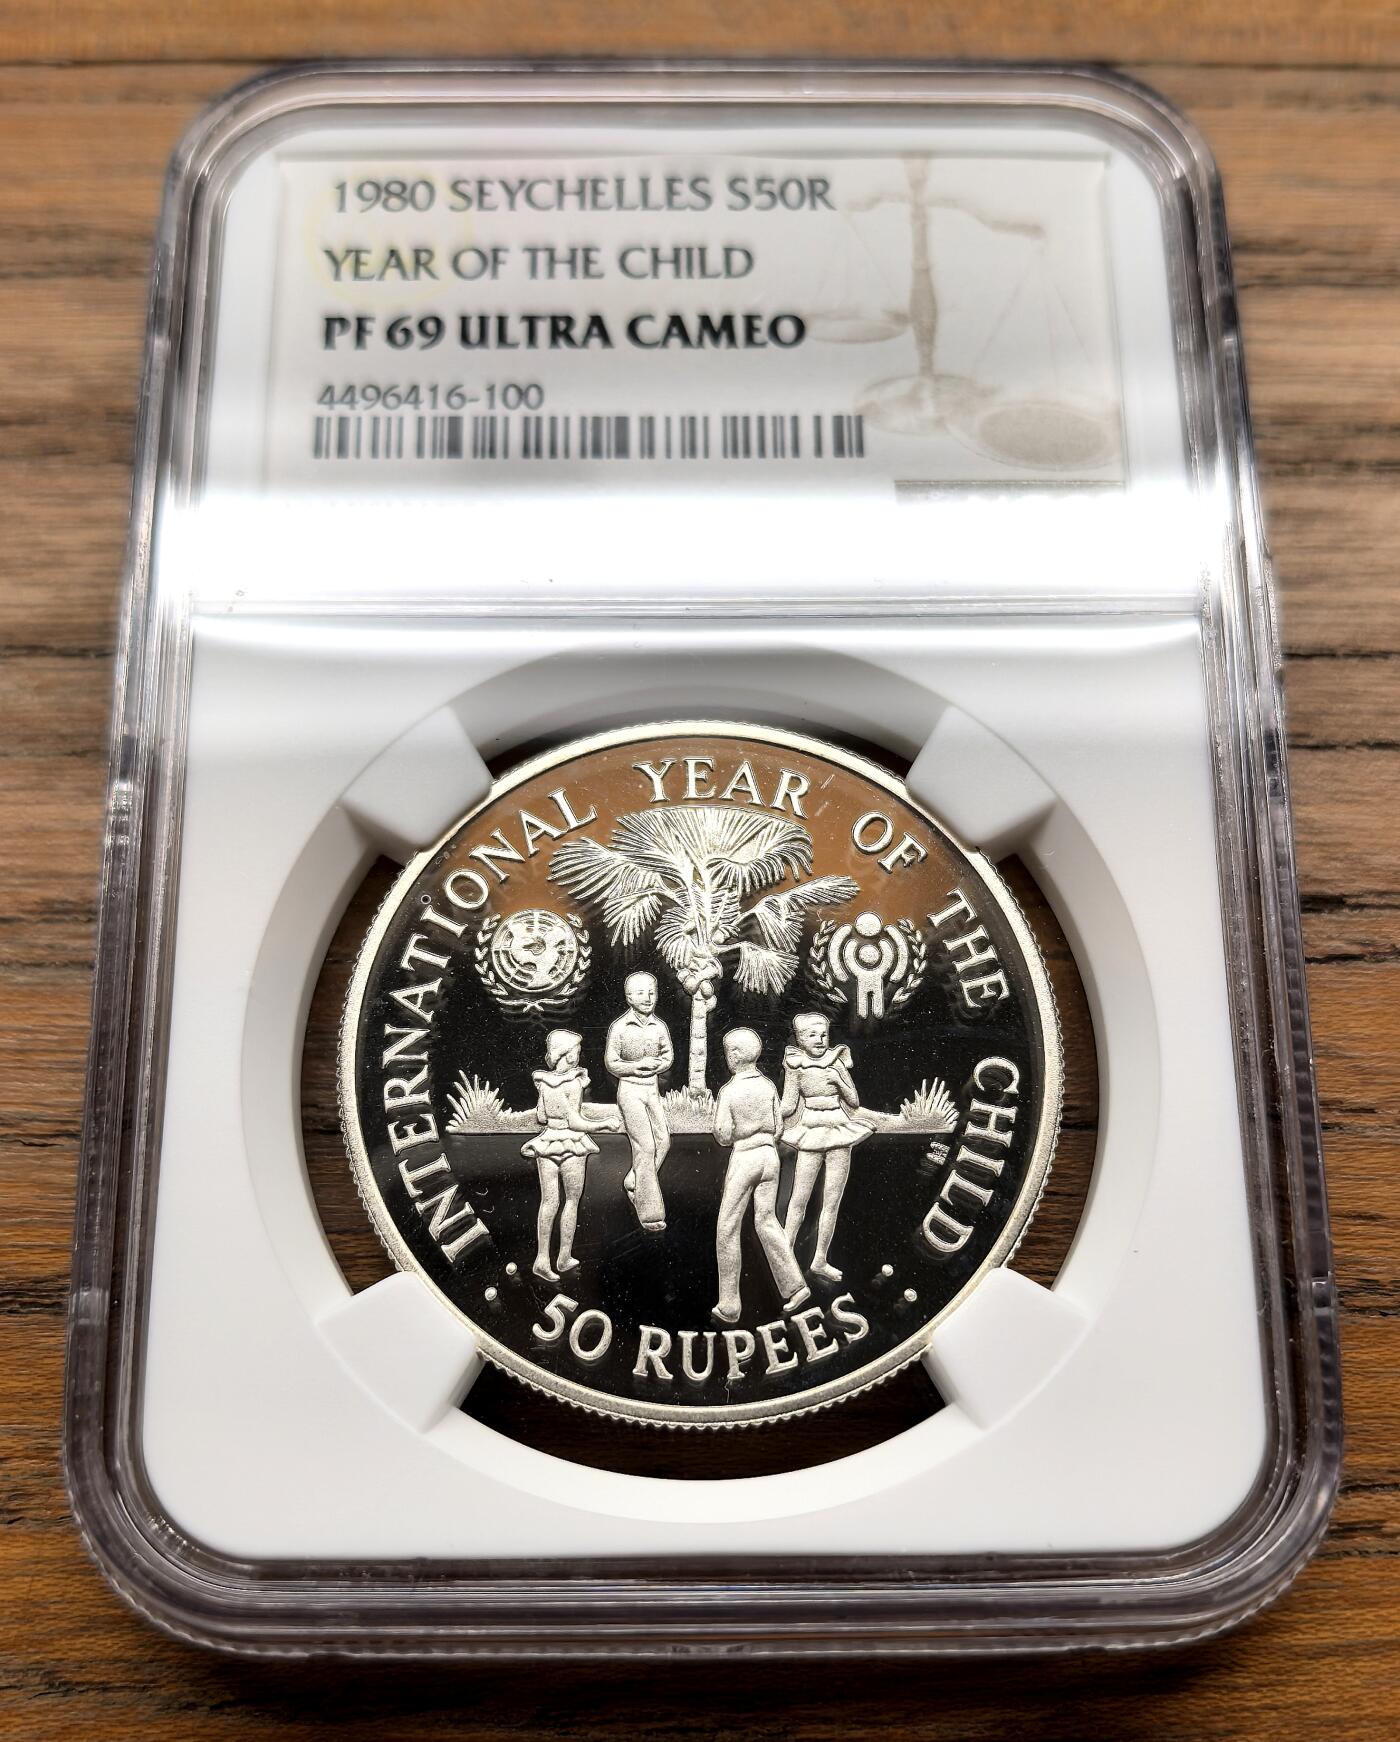 1980 SEYCHELLES S50R
YEAR OF THE CHILD
PF 69 ULTRA CAMEO
4496416-100
INTERNATIONAL YEAR OF THE CHILD
50 RUPEES